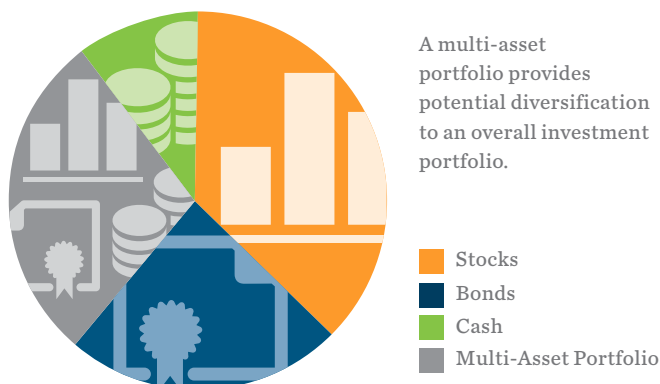 A multi-asset
portfolio provides
potential diversification
to an overall investment
portfolio.
Stocks
Bonds
Cash
Multi-Asset Portfolio